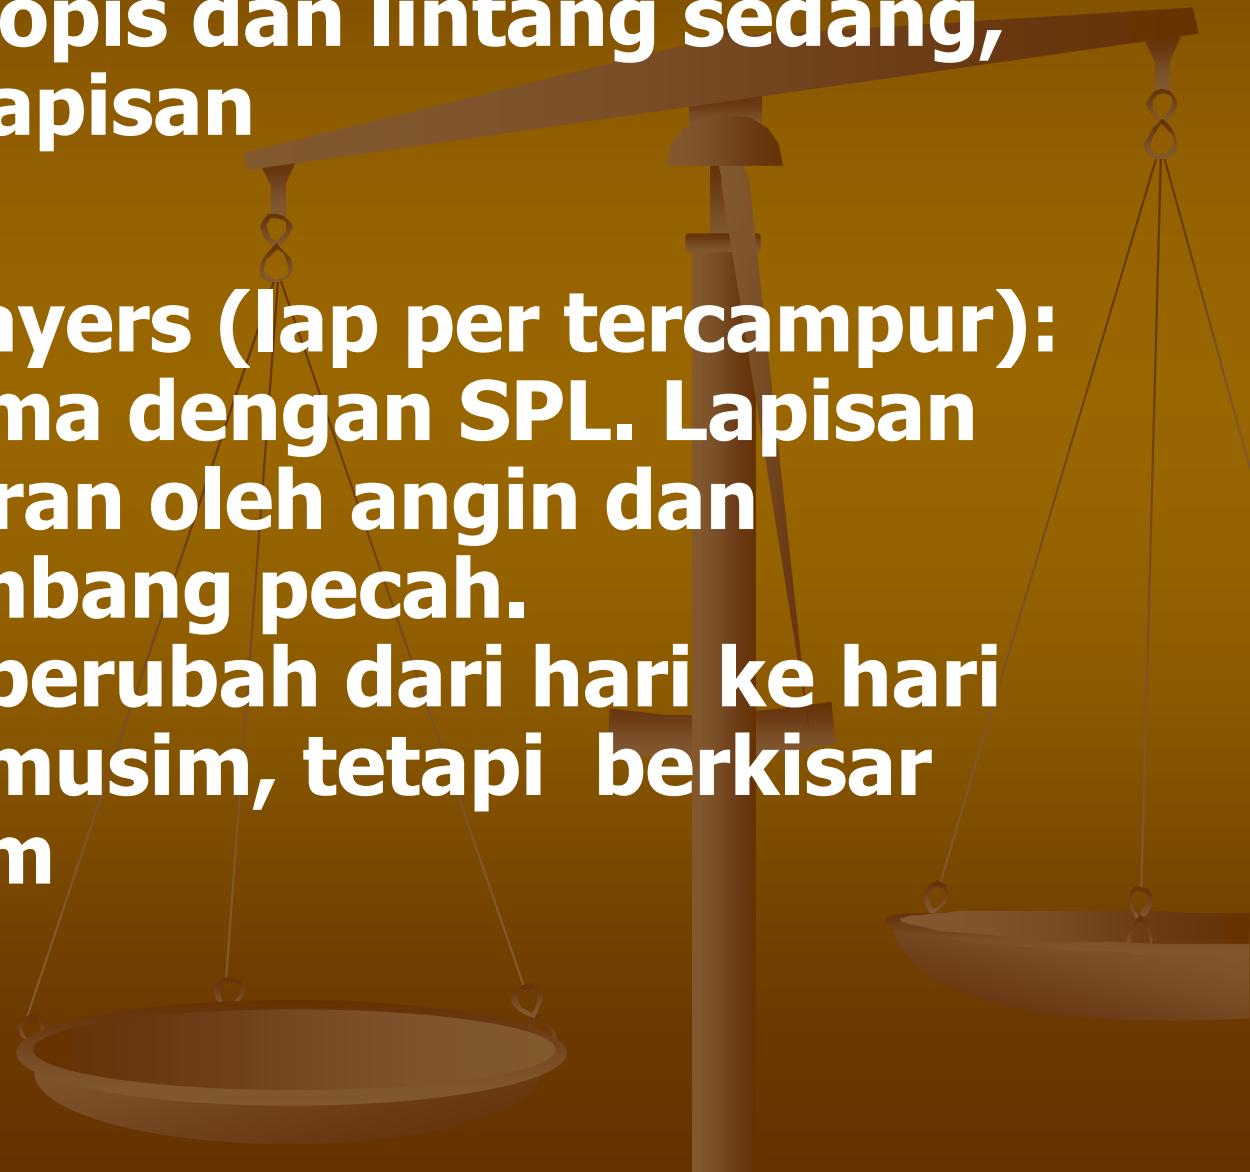 opis dan lintang sedang,
apisan
ayers (lap per tercampur):
ma dengan SPL. Lapisan
ran oleh angin dan
mbang pecah.
berubah dari hari ke hari
musim, tetapi berkisar
m